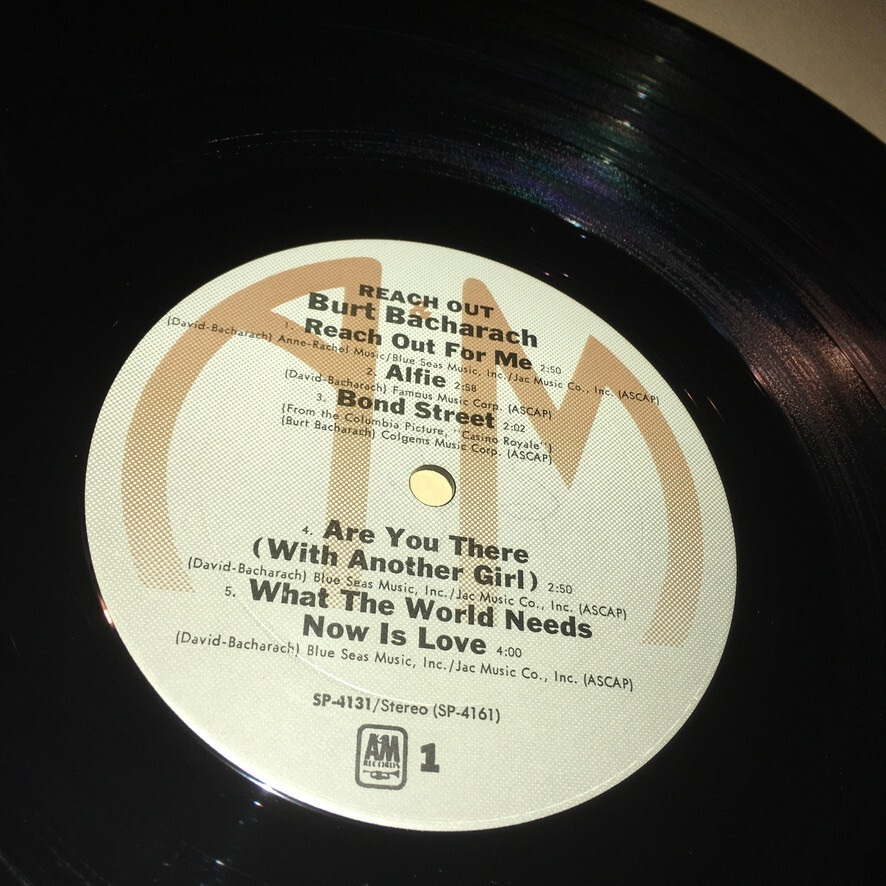 A&M
REACH OUT
Burt Bacharach
1. Reach Out For Me 2:50
(David-Bacharach) Anne-Rachel Music/Blue Seas Music, Inc./Jac Music Co., Inc. (ASCAP)
2. Alfie 2:58
(David-Bacharach) Famous Music Corp. (ASCAP)
3. Bond Street 2:02
(From the Columbia Picture, "Casino Royale")
(Burt Bacharach) Colgems Music Corp. (ASCAP)
4. Are You There
(With Another Girl) 2:50
(David-Bacharach) Blue Seas Music, Inc./Jac Music Co., Inc. (ASCAP)
5. What The World Needs
Now Is Love 4:00
(David-Bacharach) Blue Seas Music, Inc./Jac Music Co., Inc. (ASCAP)
SP-4131/Stereo (SP-4161)
A&M
RECORDS
1